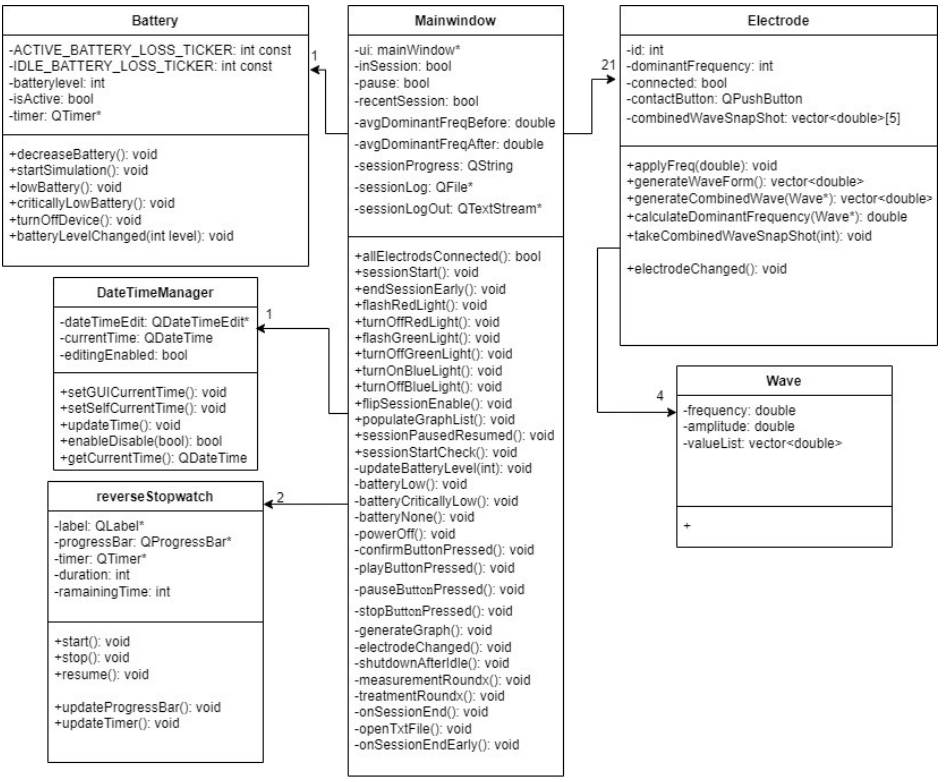 Battery
-ACTIVE_BATTERY_LOSS_TICKER: int const
-IDLE_BATTERY_LOSS_TICKER: int const
-batterylevel: int
-isActive: bool
-timer: QTimer*
+decreaseBattery(): void
+startSimulation(): void
+lowBattery(): void
+criticallyLowBattery(): void
+turnOffDevice(): void
+batteryLevelChanged(int level): void
1
DateTimeManager
-dateTimeEdit: QDateTimeEdit*
-currentTime: QDateTime
-editingEnabled: bool
+setGUICurrentTime(): void
+setSelfCurrentTime(): void
+updateTime(): void
+enableDisable(bool): bool
+getCurrentTime(): QDateTime
1
reverseStopwatch
-label: QLabel*
-progressBar: QProgressBar*
-timer: QTimer*
-duration: int
-ramainingTime: int
+start(): void
+stop(): void
+resume(): void
+updateProgressBar(): void
+updateTimer(): void
2
Mainwindow
-ui: mainWindow*
-inSession: bool
-pause: bool
-recentSession: bool
-avgDominantFreqBefore: double
-avgDominantFreqAfter: double
-sessionProgress: QString
-sessionLog: QFile*
-sessionLogOut: QTextStream*
+allElectrodsConnected(): bool
+sessionStart(): void
+endSessionEarly(): void
+flashRedLight(): void
+turnOffRedLight(): void
+flashGreenLight(): void
+turnOffGreenLight(): void
+turnOnBlueLight(): void
+turnOffBlueLight(): void
+flipSessionEnable(): void
+populateGraphList(): void
+sessionPausedResumed(): void
+sessionStartCheck(): void
-updateBatteryLevel(int): void
-batteryLow(): void
-batteryCriticallyLow(): void
-batteryNone(): void
-powerOff(): void
-confirmButtonPressed(): void
-playButtonPressed(): void
-pauseButtonPressed(): void
-stopButtonPressed(): void
-generateGraph(): void
-electrodeChanged(): void
-shutdownAfterIdle(): void
-measurementRoundx(): void
-treatmentRoundx(): void
-onSessionEnd(): void
-openTxtFile(): void
-onSessionEndEarly(): void
21
Electrode
-id: int
-dominantFrequency: int
-connected: bool
-contactButton: QPushButton
-combinedWaveSnapShot: vector<double>[5]
+applyFreq(double): void
+generateWaveForm(): vector<double>
+generateCombinedWave(Wave*): vector<double>
+calculateDominantFrequency(Wave*): double
+takeCombinedWaveSnapShot(int): void
+electrodeChanged(): void
4
Wave
-frequency: double
-amplitude: double
-valueList: vector<double>
+